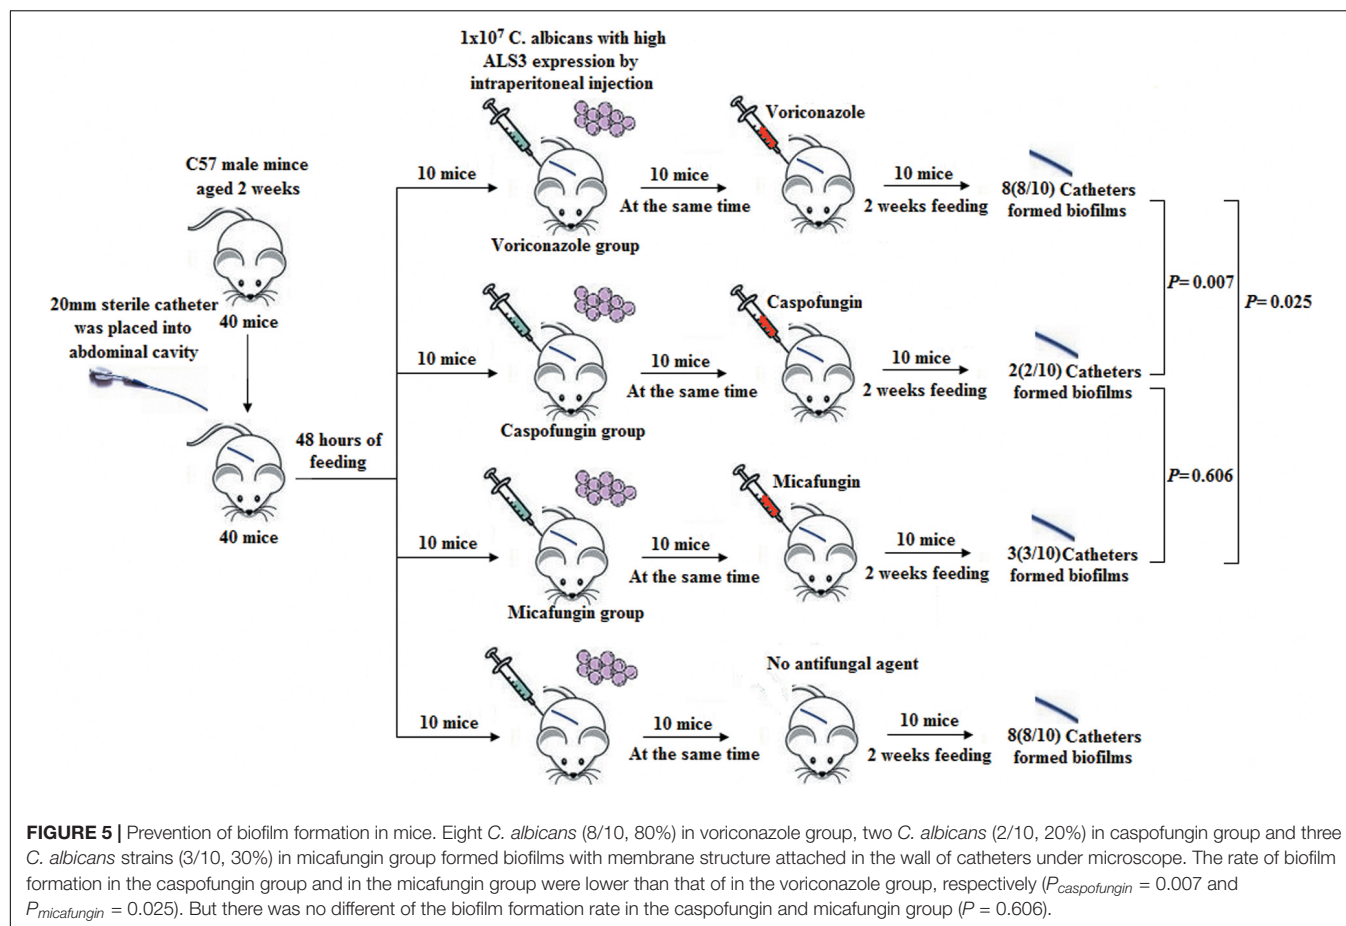 1x10⁷ C. albicans with high
ALS3 expression by
intraperitoneal injection
C57 male mince
aged 2 weeks
40 mice
20mm sterile catheter
was placed into
abdominal cavity
40 mice
48 hours of
feeding
10 mice
Voriconazole group
10 mice
At the same time
Voriconazole
10 mice
2 weeks feeding
8(8/10) Catheters
formed biofilms
10 mice
Caspofungin group
10 mice
At the same time
Caspofungin
10 mice
2 weeks feeding
2(2/10) Catheters
formed biofilms
10 mice
Micafungin group
10 mice
At the same time
Micafungin
10 mice
2 weeks feeding
3(3/10)Catheters
formed biofilms
10 mice
10 mice
At the same time
No antifungal agent
10 mice
2 weeks feeding
8(8/10) Catheters
formed biofilms
P= 0.007
P= 0.025
P= 0.606
FIGURE 5 | Prevention of biofilm formation in mice. Eight C. albicans (8/10, 80%) in voriconazole group, two C. albicans (2/10, 20%) in caspofungin group and three
C. albicans strains (3/10, 30%) in micafungin group formed biofilms with membrane structure attached in the wall of catheters under microscope. The rate of biofilm
formation in the caspofungin group and in the micafungin group were lower than that of in the voriconazole group, respectively (Pcaspofungin = 0.007 and
Pmicafungin = 0.025). But there was no different of the biofilm formation rate in the caspofungin and micafungin group (P = 0.606).